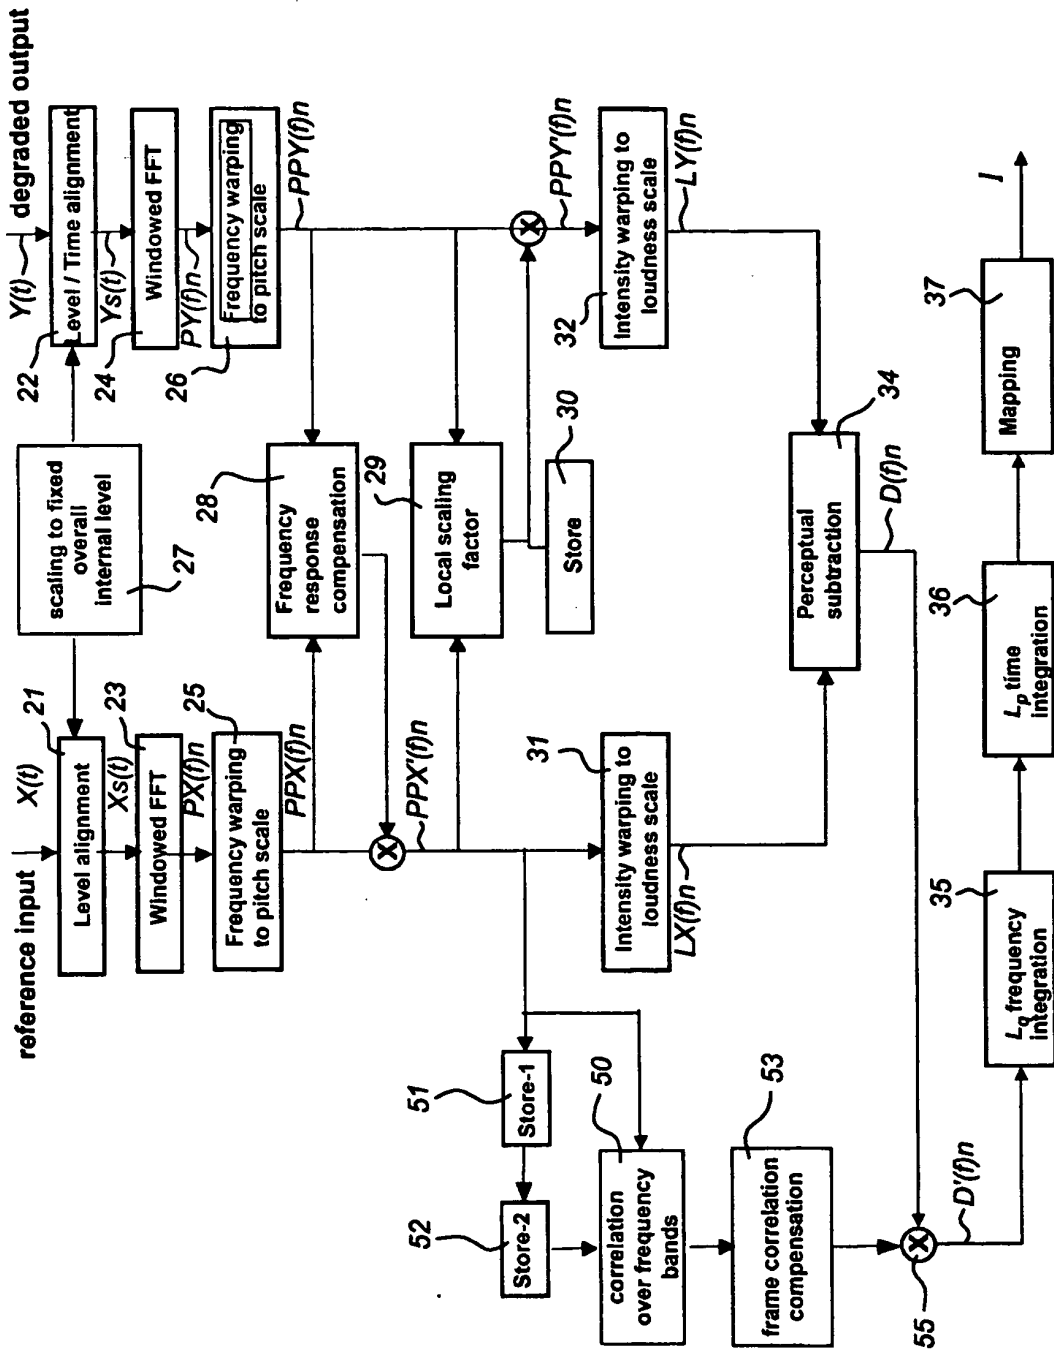 reference input
X(t)
degraded output
Y(t)
21
Level alignment
scaling to fixed
overall
internal level
27
22
Level / Time alignment
Xs(t)
Ys(t)
23
Windowed FFT
24
Windowed FFT
PX(f)n
PY(f)n
25
Frequency warping
to pitch scale
26
Frequency warping
to pitch scale
PPX(f)n
PPY(f)n
28
Frequency
response
compensation
X
PPX'(f)n
29
Local scaling
factor
X
PPY'(f)n
30
Store
51
Store-1
52
Store-2
50
correlation
over frequency
bands
31
Intensity warping to
loudness scale
32
Intensity warping to
loudness scale
LX(f)n
LY(f)n
53
frame correlation
compensation
Perceptual
subtraction
34
D(f)n
X
55
D'(f)n
35
Lq frequency
integration
36
Lp time
integration
37
Mapping
I